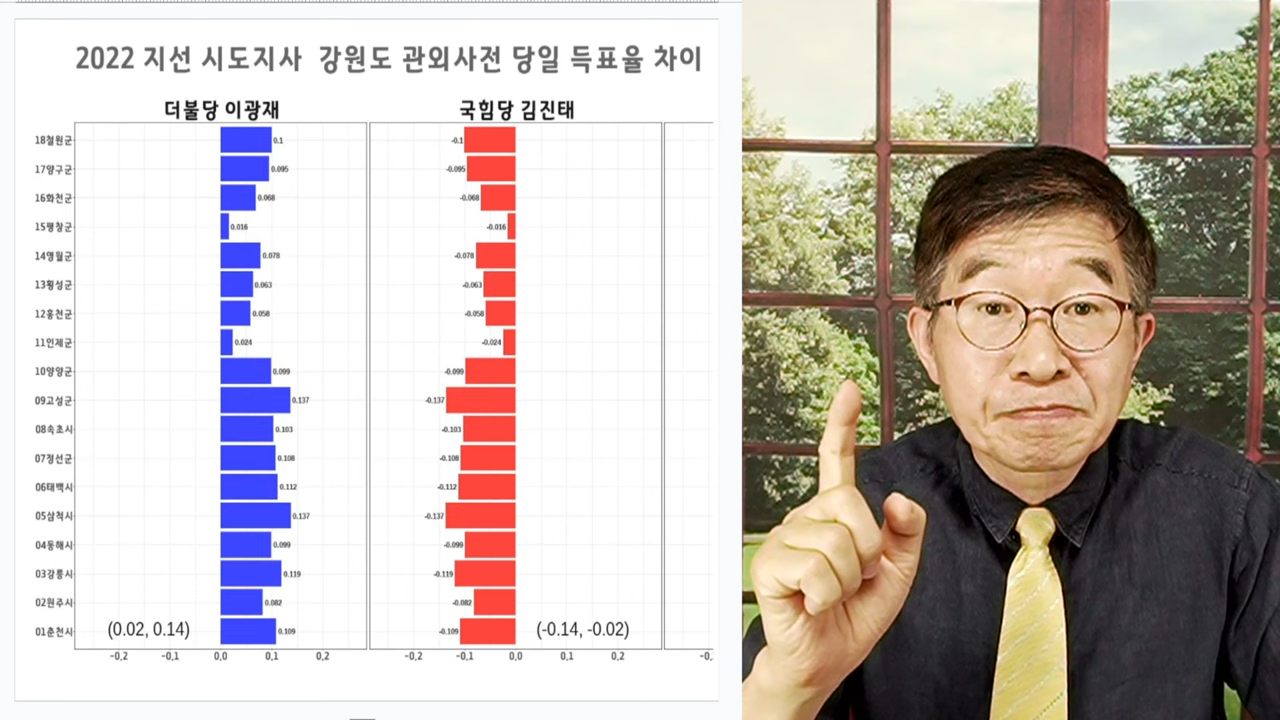 2022 지선 시도지사 강원도 관외사전 당일 득표율 차이
더불당 이광재 국힘당 김진태
18철원군 0.1 -0.1
17양구군 0.095 -0.095
16화천군 0.068 -0.068
15평창군 0.016 -0.016
14영월군 0.078 -0.078
13횡성군 0.063 -0.063
12홍천군 0.058 -0.058
11인제군 0.024 -0.024
10양양군 0.099 -0.099
09고성군 0.137 -0.137
08속초시 0.103 -0.103
07정선군 0.108 -0.108
06태백시 0.112 -0.112
05삼척시 0.137 -0.137
04동해시 0.099 -0.099
03강릉시 0.119 -0.119
02원주시 0.082 -0.082
01춘천시 (0.02, 0.14) 0.109 -0.109 (-0.14, -0.02)
-0,2 -0,1 0,0 0,1 0,2 -0,2 -0,1 0,0 0,1 0,2